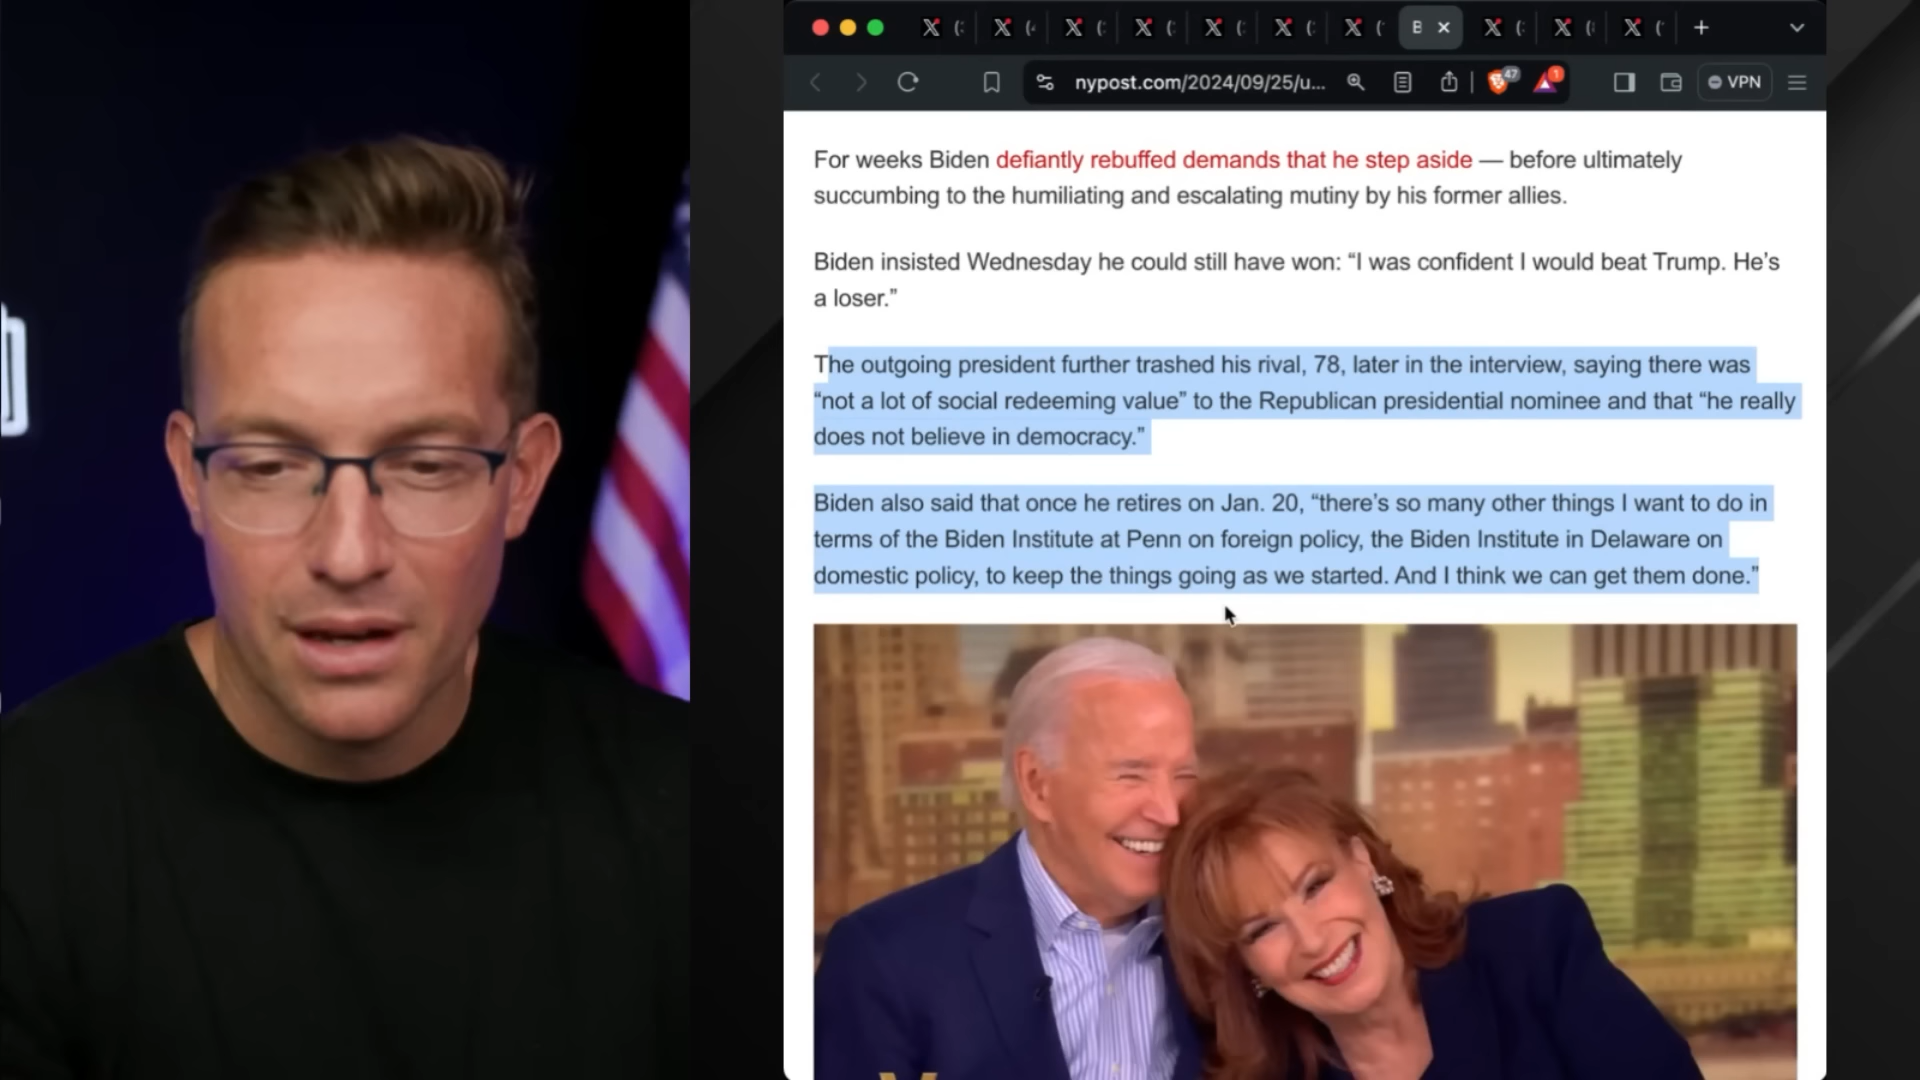 B
nypost.com/2024/09/25/u...
47
1
VPN
For weeks Biden defiantly rebuffed demands that he step aside — before ultimately
succumbing to the humiliating and escalating mutiny by his former allies.
Biden insisted Wednesday he could still have won: “I was confident I would beat Trump. He’s
a loser.”
The outgoing president further trashed his rival, 78, later in the interview, saying there was
“not a lot of social redeeming value” to the Republican presidential nominee and that “he really
does not believe in democracy.”
Biden also said that once he retires on Jan. 20, “there’s so many other things I want to do in
terms of the Biden Institute at Penn on foreign policy, the Biden Institute in Delaware on
domestic policy, to keep the things going as we started. And I think we can get them done.”